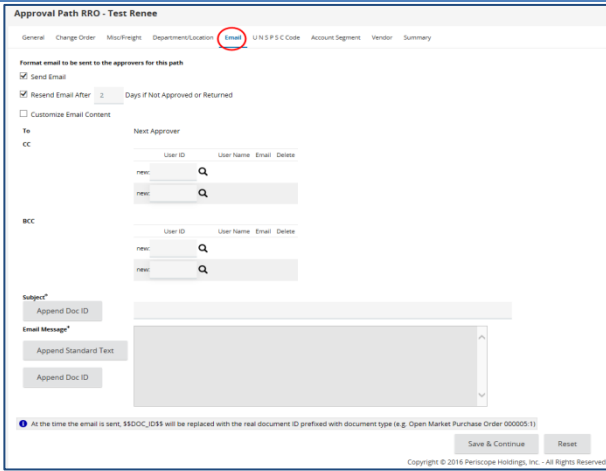 Approval Path RRO - Test Renee
General Change Order Misc/Freight Department/Location Email U N S P S C Code Account Segment Vendor Summary
Format email to be sent to the approvers for this path
Send Email
Resend Email After 2 Days if Not Approved or Returned
Customize Email Content
To Next Approver
CC
User ID User Name Email Delete
new:
new:
BCC
User ID User Name Email Delete
new:
new:
Subject*
Append Doc ID
Email Message*
Append Standard Text
Append Doc ID
At the time the email is sent, $$DOC_ID$$ will be replaced with the real document ID prefixed with document type (e.g. Open Market Purchase Order 000005:1)
Save & Continue Reset
Copyright © 2016 Periscope Holdings, Inc. - All Rights Reserved